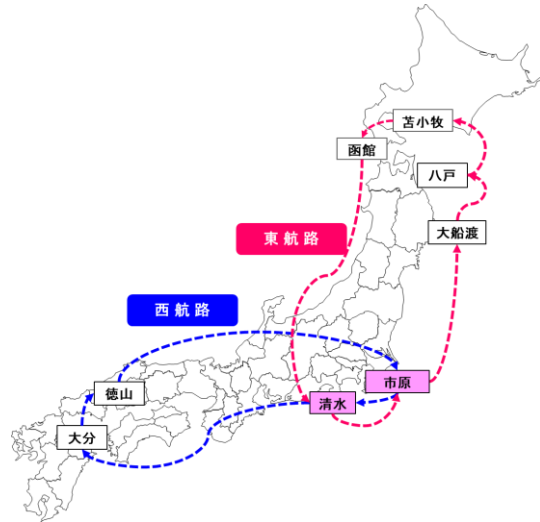 苫小牧
函館
八戸
大船渡
東航路
西航路
市原
徳山
清水
大分